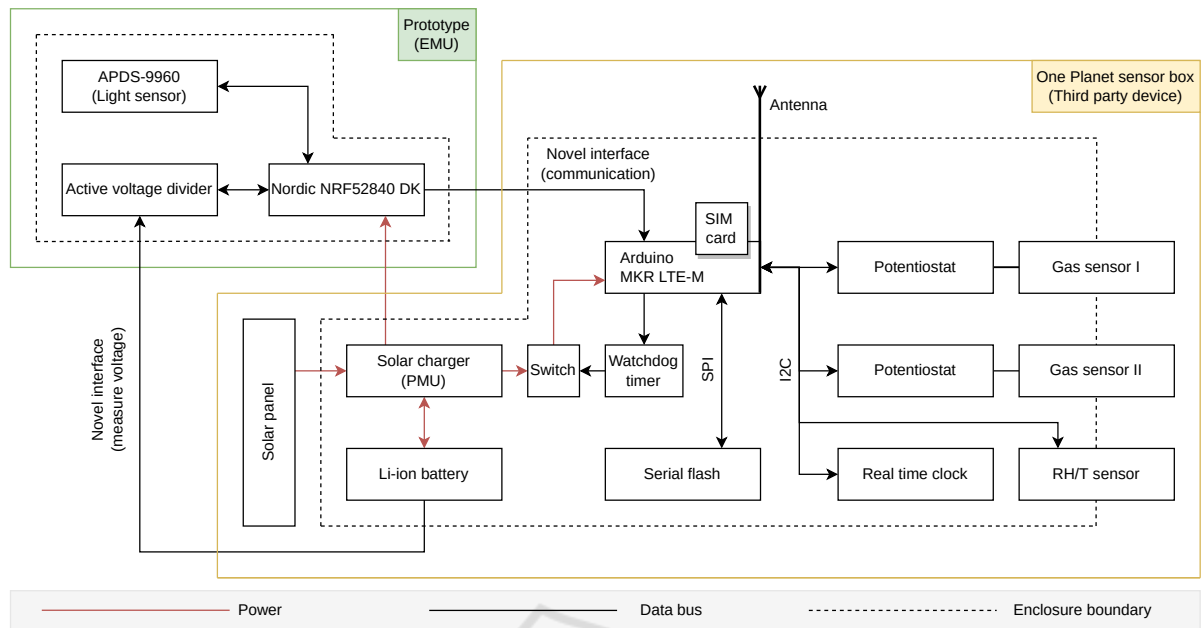 Prototype
(EMU)
APDS-9960
(Light sensor)
One Planet sensor box
(Third party device)
Antenna
Novel interface
(communication)
Active voltage divider
Nordic NRF52840 DK
SIM
card
Arduino
MKR LTE-M
Potentiostat
Gas sensor I
Novel interface
(measure voltage)
Solar panel
Solar charger
(PMU)
Switch
Watchdog
timer
SPI
I2C
Potentiostat
Gas sensor II
Li-ion battery
Serial flash
Real time clock
RH/T sensor
Power
Data bus
Enclosure boundary